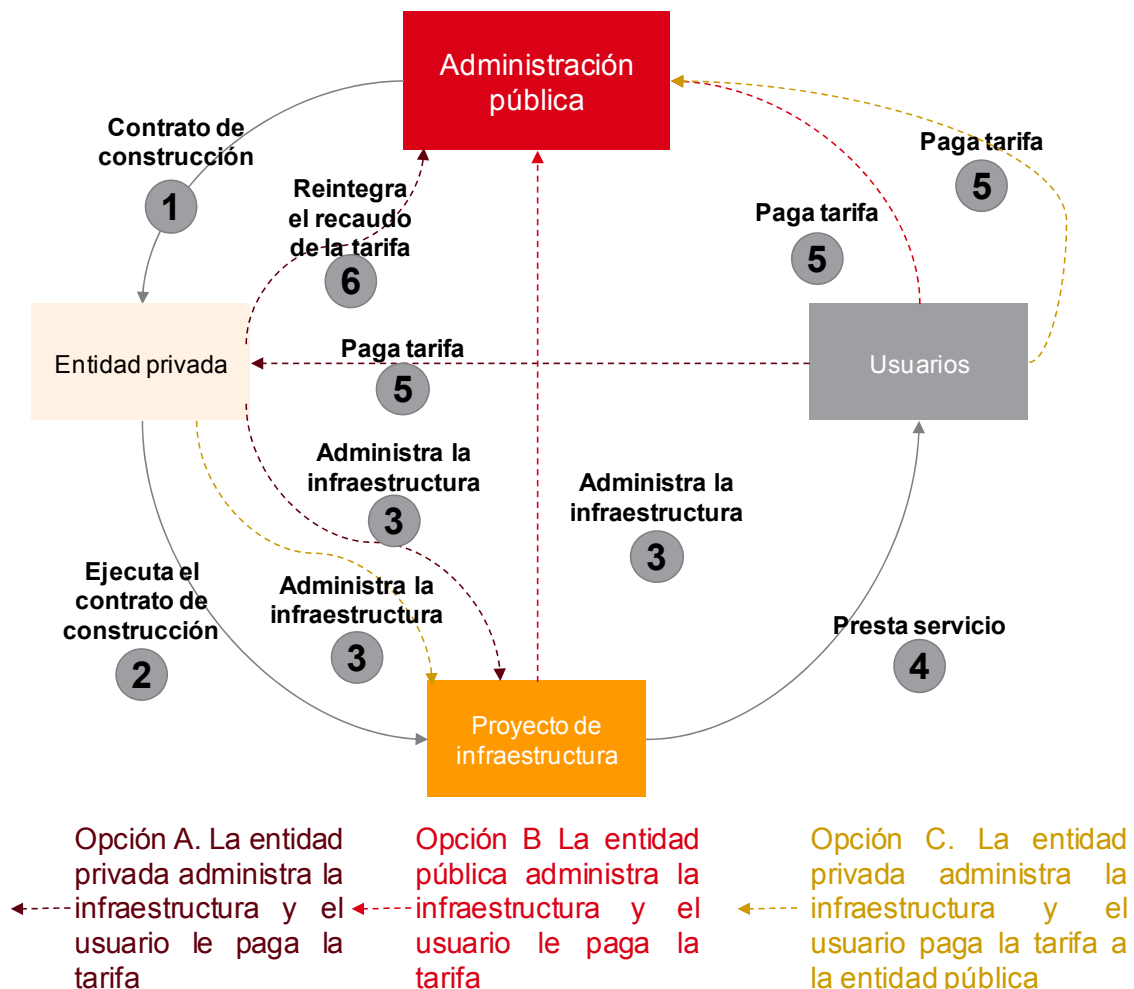 Administración
pública
Contrato de
construcción
1
Reintegra
el recaudo
de la tarifa
6
Paga tarifa
5
Paga tarifa
5
Entidad privada
Paga tarifa
5
Usuarios
Administra la
infraestructura
3
Administra la
infraestructura
3
Ejecuta el
contrato de
construcción
2
Administra la
infraestructura
3
Presta servicio
4
Proyecto de
infraestructura
Opción A. La entidad
privada administra la
infraestructura y el
usuario le paga la
tarifa
Opción B La entidad
pública administra la
infraestructura y el
usuario le paga la
tarifa
Opción C. La entidad
privada administra la
infraestructura y el
usuario paga la tarifa a
la entidad pública